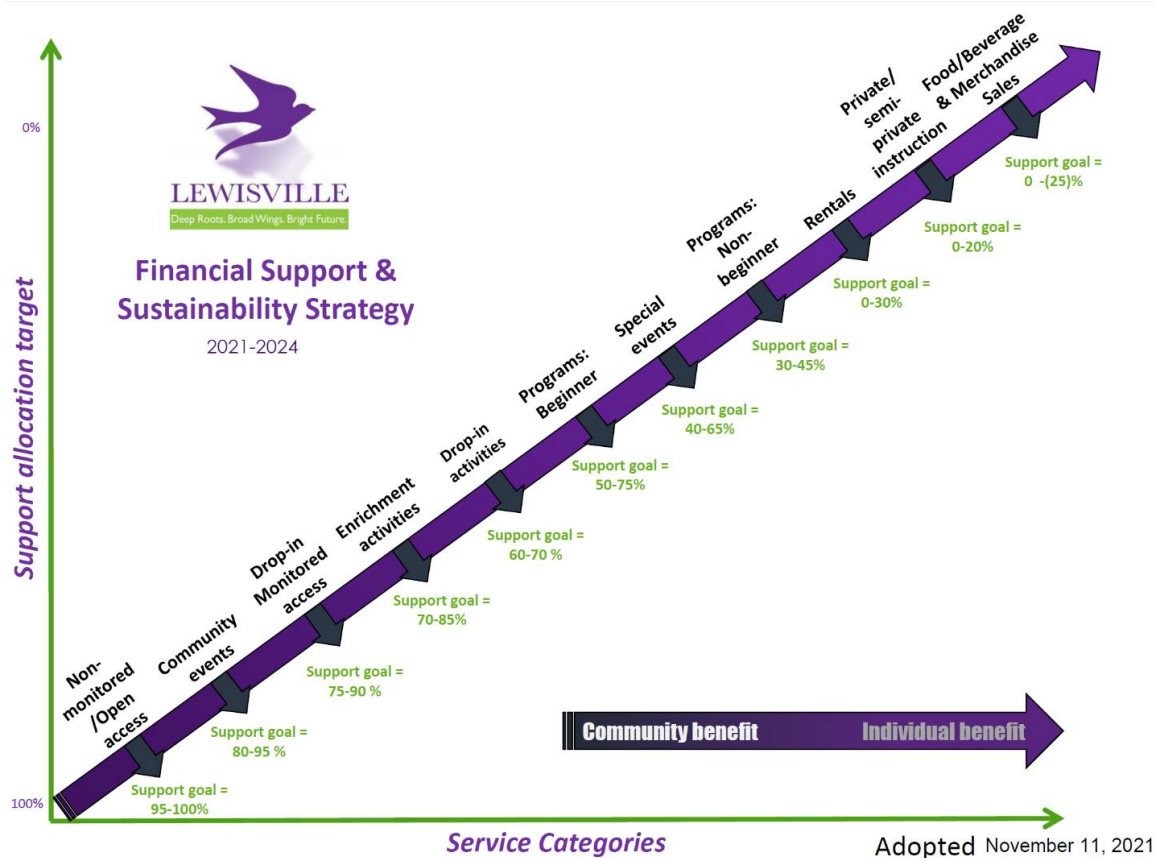 0%
LEWISVILLE
Deep Roots. Broad Wings. Bright Future.
Financial Support &
Sustainability Strategy
2021-2024
Support allocation target
100%
Non-
monitored
/Open
access
Support goal =
95-100%
Community
events
Support goal =
80-95 %
Drop-in
Monitored
access
Support goal =
75-90 %
Enrichment
activities
Support goal =
70-85%
Drop-in
activities
Support goal =
60-70 %
Programs:
Beginner
Support goal =
50-75%
Special
events
Support goal =
40-65%
Programs:
Non-
beginner
Support goal =
30-45%
Rentals
Support goal =
0-30%
Private/
semi-
private
instruction
Support goal =
0-20%
Food/Beverage
& Merchandise
Sales
Support goal =
0 -(25)%
Community benefit
Individual benefit
Service Categories
Adopted November 11, 2021